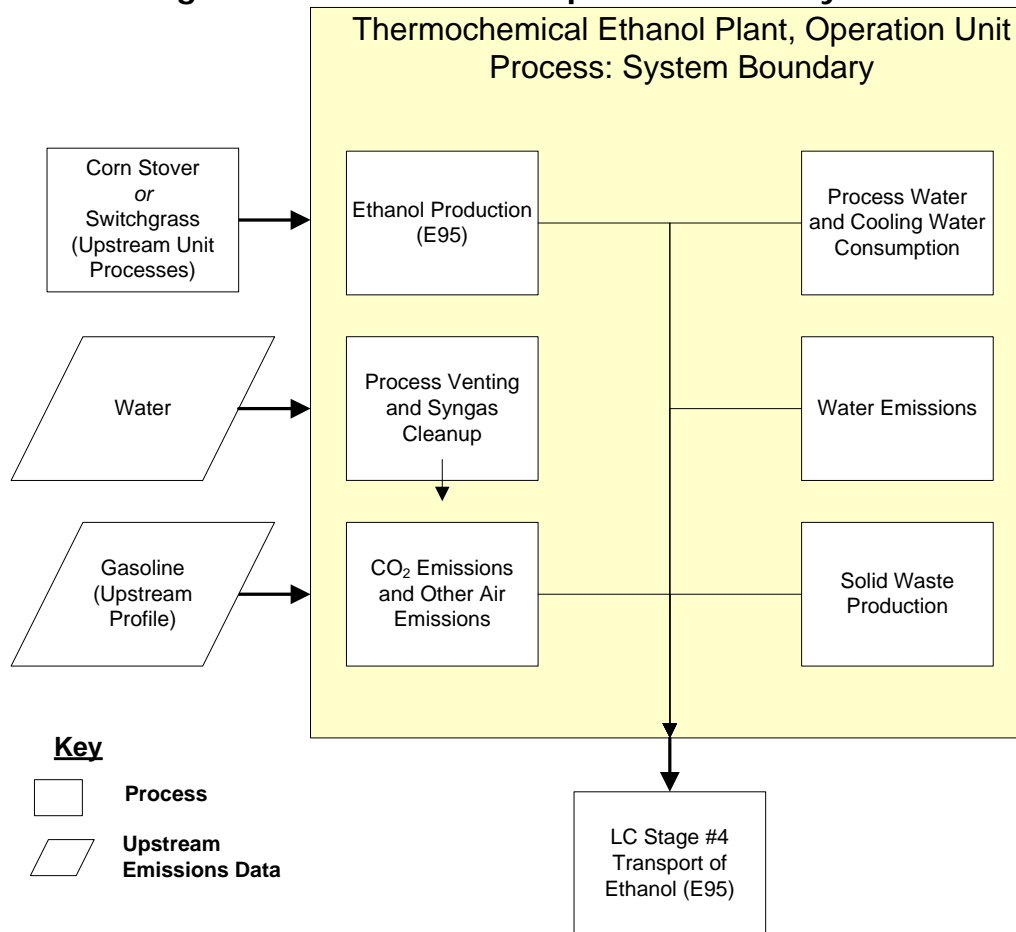 Thermochemical Ethanol Plant, Operation Unit
Process: System Boundary
Corn Stover
or
Switchgrass
(Upstream Unit
Processes)
Ethanol Production
(E95)
Process Water
and Cooling Water
Consumption
Water
Process Venting
and Syngas
Cleanup
Water Emissions
Gasoline
(Upstream
Profile)
CO₂ Emissions
and Other Air
Emissions
Solid Waste
Production
Key
Process
Upstream
Emissions Data
LC Stage #4
Transport of
Ethanol (E95)